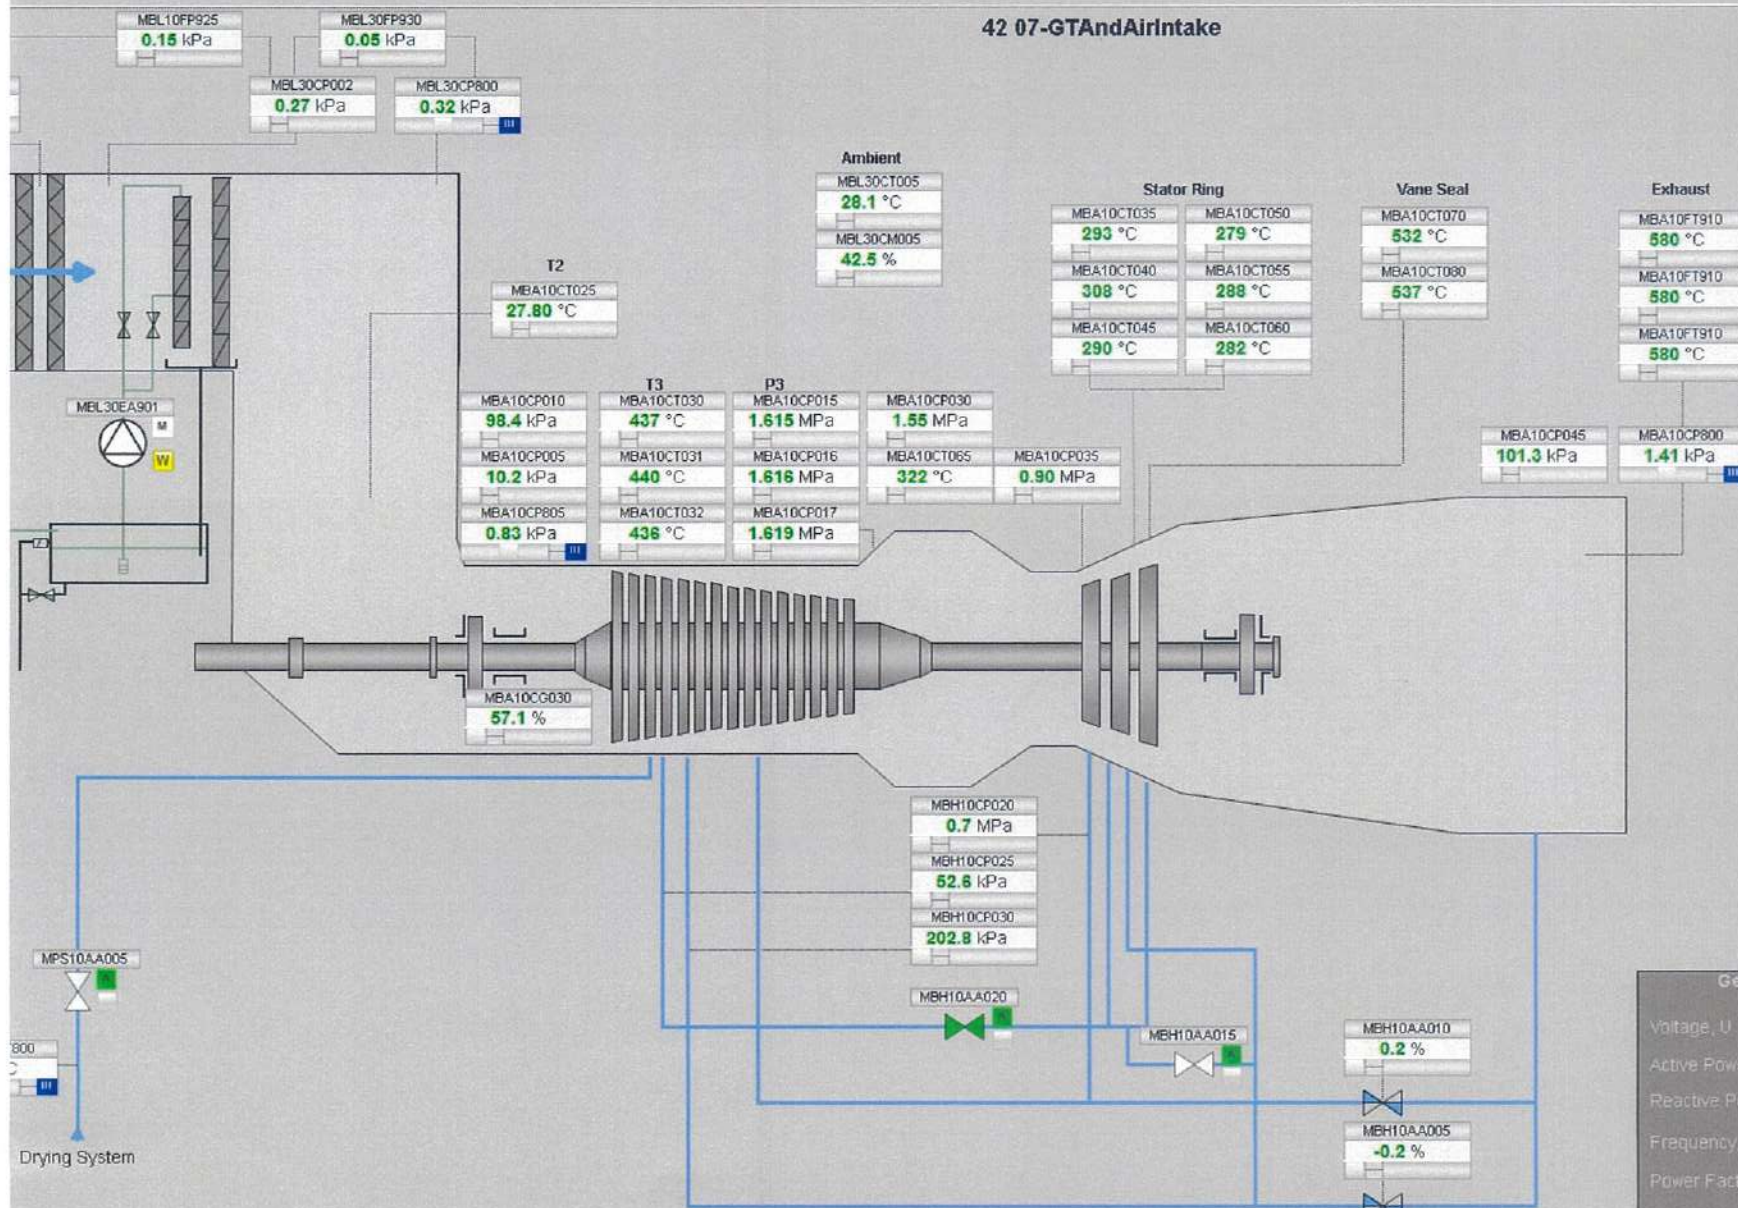 42 07-GTAndAirIntake
MBL10FP925
0.15 kPa
MBL30FP930
0.05 kPa
MBL30CP002
0.27 kPa
MBL30CP800
0.32 kPa
Ambient
MBL30CT005
28.1 °C
MBL30CM005
42.5 %
T2
MBA10CT025
27.80 °C
Stator Ring
MBA10CT035
293 °C
MBA10CT050
279 °C
MBA10CT040
308 °C
MBA10CT055
288 °C
MBA10CT045
290 °C
MBA10CT060
282 °C
Vane Seal
MBA10CT070
532 °C
MBA10CT080
537 °C
Exhaust
MBA10FT910
580 °C
MBA10FT910
580 °C
MBA10FT910
580 °C
MBL30EA901
M
W
MBA10CP010
98.4 kPa
MBA10CP005
10.2 kPa
MBA10CP805
0.83 kPa
T3
MBA10CT030
437 °C
MBA10CT031
440 °C
MBA10CT032
436 °C
P3
MBA10CP015
1.615 MPa
MBA10CP016
1.616 MPa
MBA10CP017
1.619 MPa
MBA10CP030
1.55 MPa
MBA10CT065
322 °C
MBA10CP035
0.90 MPa
MBA10CP045
101.3 kPa
MBA10CP800
1.41 kPa
MBA10CG030
57.1 %
MBH10CP020
0.7 MPa
MBH10CP025
52.6 kPa
MBH10CP030
202.8 kPa
MPS10AA005
A
MBH10AA020
A
MBH10AA015
A
MBH10AA010
0.2 %
MBH10AA005
-0.2 %
800
Drying System
Ge
Voltage, U
Active Pow
Reactive P
Frequency
Power Fact